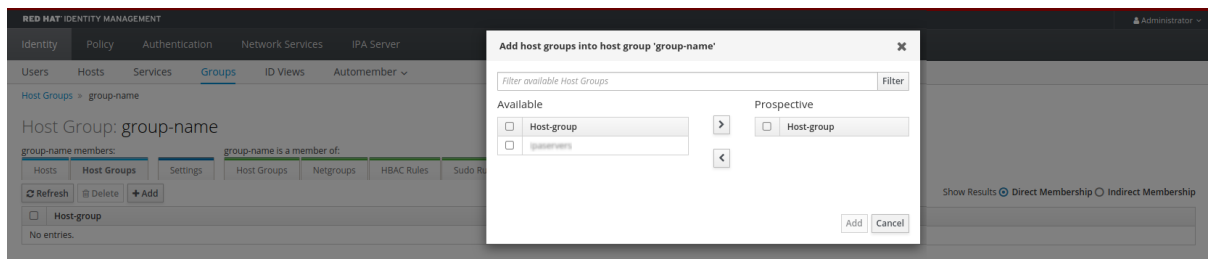 RED HAT IDENTITY MANAGEMENT Administrator
Identity Policy Authentication Network Services IPA Server
Users Hosts Services Groups ID Views Automember
Host Groups » group-name
Host Group: group-name
group-name members: group-name is a member of:
Hosts Host Groups Settings Host Groups Netgroups HBAC Rules Sudo
Refresh Delete Add Show Results Direct Membership Indirect Membership
Host-group
No entries.
Add host groups into host group 'group-name'
Filter available Host Groups Filter
Available Prospective
Host-group Host-group
ipaservers
Add Cancel